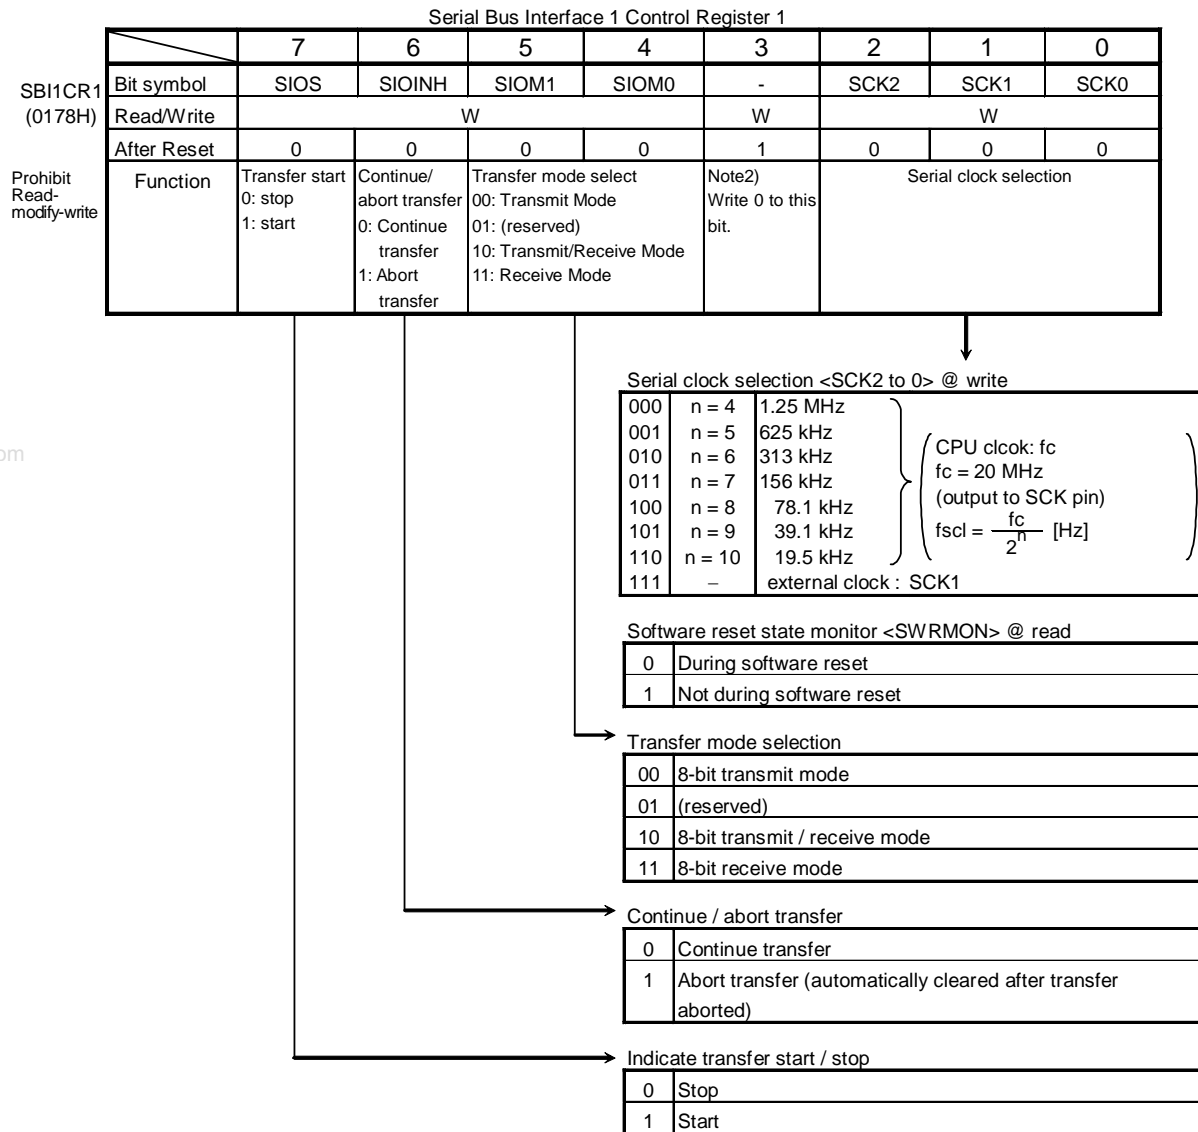 Serial Bus Interface 1 Control Register 1
7 6 5 4 3 2 1 0
SBI1CR1
(0178H)
Bit symbol SIOS SIOINH SIOM1 SIOM0 - SCK2 SCK1 SCK0
Read/Write W W W
After Reset 0 0 0 0 1 0 0 0
Prohibit
Read-
modify-write
Function
Transfer start
0: stop
1: start
Continue/
abort transfer
0: Continue
transfer
1: Abort
transfer
Transfer mode select
00: Transmit Mode
01: (reserved)
10: Transmit/Receive Mode
11: Receive Mode
Note2)
Write 0 to this
bit.
Serial clock selection
Serial clock selection <SCK2 to 0> @ write
000 n = 4 1.25 MHz
001 n = 5 625 kHz
010 n = 6 313 kHz
011 n = 7 156 kHz
100 n = 8 78.1 kHz
101 n = 9 39.1 kHz
110 n = 10 19.5 kHz
111 – external clock : SCK1
CPU clcok: fc
fc = 20 MHz
(output to SCK pin)
fscl = fc / 2^n [Hz]
om
Software reset state monitor <SWRMON> @ read
0 During software reset
1 Not during software reset
Transfer mode selection
00 8-bit transmit mode
01 (reserved)
10 8-bit transmit / receive mode
11 8-bit receive mode
Continue / abort transfer
0 Continue transfer
1 Abort transfer (automatically cleared after transfer
aborted)
Indicate transfer start / stop
0 Stop
1 Start